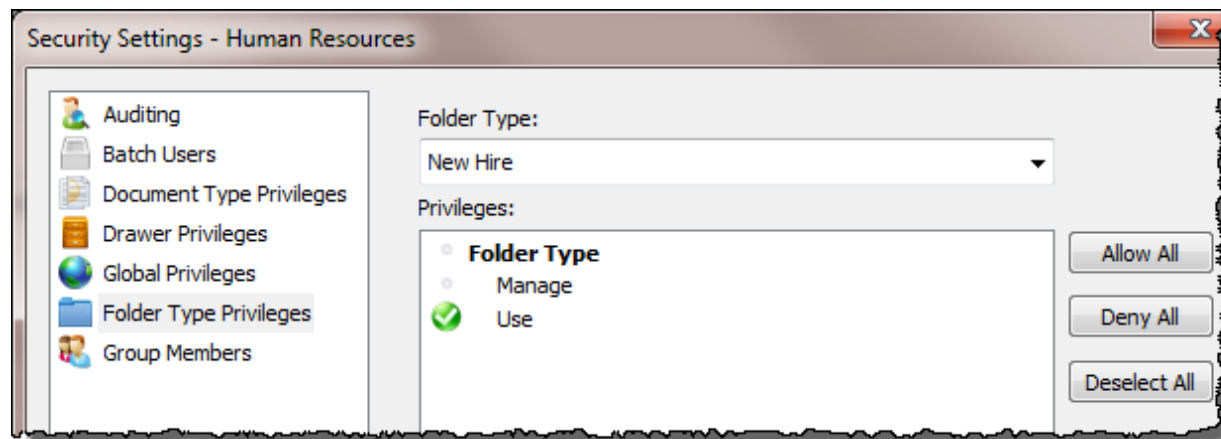 Security Settings - Human Resources
Auditing
Batch Users
Document Type Privileges
Drawer Privileges
Global Privileges
Folder Type Privileges
Group Members
Folder Type:
New Hire
Privileges:
Folder Type
Manage
Use
Allow All
Deny All
Deselect All